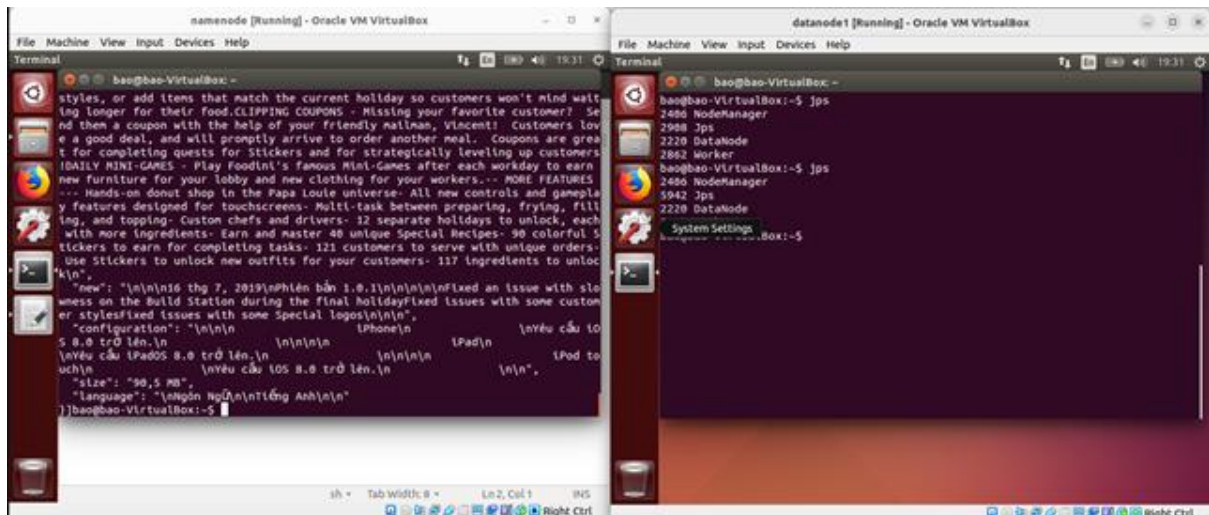 namenode [Running] - Oracle VM VirtualBox
File Machine View Input Devices Help
Terminal
En
19:31
bao@bao-VirtualBox: ~
styles, or add items that match the current holiday so customers won't mind wait
ing longer for their food.CLIPPING COUPONS - Missing your favorite customer? Se
nd them a coupon with the help of your friendly mailman, Vincent! Customers lov
e a good deal, and will promptly arrive to order another meal. Coupons are grea
t for completing quests for Stickers and for strategically leveling up customers
!DAILY MINI-GAMES - Play Foodini's famous Mini-Games after each workday to earn
new furniture for your lobby and new clothing for your workers.-- MORE FEATURES
--- Hands-on donut shop in the Papa Louie universe- All new controls and gamepla
y features designed for touchscreens- Multi-task between preparing, frying, fill
ing, and topping- Custom chefs and drivers- 12 separate holidays to unlock, each
with more ingredients- Earn and master 40 unique Special Recipes- 90 colorful S
tickers to earn for completing tasks- 121 customers to serve with unique orders-
Use Stickers to unlock new outfits for your customers- 117 ingredients to unloc
k\n",
"new": "\n\n\n16 thg 7, 2019\nPhiên bản 1.0.1\n\n\n\n\nFixed an issue with slo
wness on the Build Station during the final holidayFixed issues with some custom
er stylesFixed issues with some Special logos\n\n\n",
"configuration": "\n\n\n iPhone\n \nYêu cầu iO
S 8.0 trở lên.\n \n\n\n\n iPad\n
\nYêu cầu iPadOS 8.0 trở lên.\n \n\n\n\n iPod to
uch\n \nYêu cầu iOS 8.0 trở lên.\n \n\n",
"size": "90,5 MB",
"language": "\nNgôn Ngữ\n\nTiếng Anh\n\n"
}]bao@bao-VirtualBox:~$
sh
Tab Width: 8
Ln 2, Col 1
INS
Right Ctrl
datanode1 [Running] - Oracle VM VirtualBox
File Machine View Input Devices Help
Terminal
En
19:31
bao@bao-VirtualBox: ~
bao@bao-VirtualBox:~$ jps
2406 NodeManager
2908 Jps
2220 DataNode
2862 Worker
bao@bao-VirtualBox:~$ jps
2406 NodeManager
5942 Jps
2220 DataNode
System Settings
Box:~$
Right Ctrl